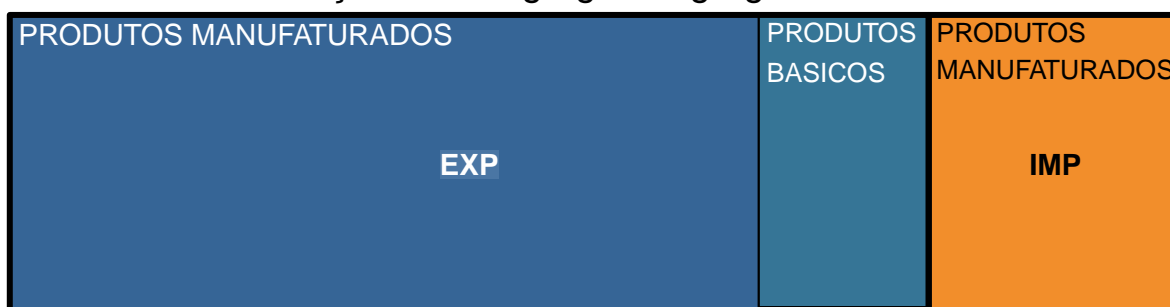 PRODUTOS MANUFATURADOS
EXP
PRODUTOS
BASICOS
PRODUTOS
MANUFATURADOS
IMP